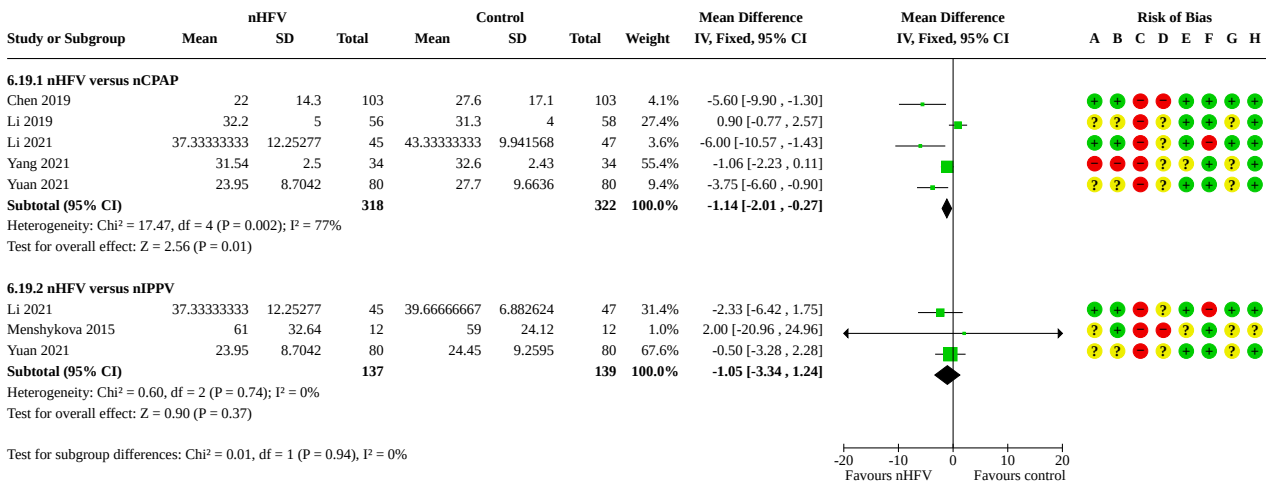 nHFV Control Mean Difference Mean Difference Risk of Bias
Study or Subgroup Mean SD Total Mean SD Total Weight IV, Fixed, 95% CI IV, Fixed, 95% CI A B C D E F G H
6.19.1 nHFV versus nCPAP
Chen 2019 22 14.3 103 27.6 17.1 103 4.1% -5.60 [-9.90 , -1.30] + + − − + + + +
Li 2019 32.2 5 56 31.3 4 58 27.4% 0.90 [-0.77 , 2.57] ? ? − ? + + ? +
Li 2021 37.33333333 12.25277 45 43.33333333 9.941568 47 3.6% -6.00 [-10.57 , -1.43] + + − ? + − + +
Yang 2021 31.54 2.5 34 32.6 2.43 34 55.4% -1.06 [-2.23 , 0.11] − − − ? ? + ? +
Yuan 2021 23.95 8.7042 80 27.7 9.6636 80 9.4% -3.75 [-6.60 , -0.90] ? ? − ? + + ? +
Subtotal (95% CI) 318 322 100.0% -1.14 [-2.01 , -0.27]
Heterogeneity: Chi² = 17.47, df = 4 (P = 0.002); I² = 77%
Test for overall effect: Z = 2.56 (P = 0.01)
6.19.2 nHFV versus nIPPV
Li 2021 37.33333333 12.25277 45 39.66666667 6.882624 47 31.4% -2.33 [-6.42 , 1.75] + + − ? + − + +
Menshykova 2015 61 32.64 12 59 24.12 12 1.0% 2.00 [-20.96 , 24.96] ? + − − ? + ? ?
Yuan 2021 23.95 8.7042 80 24.45 9.2595 80 67.6% -0.50 [-3.28 , 2.28] ? ? − ? + + ? +
Subtotal (95% CI) 137 139 100.0% -1.05 [-3.34 , 1.24]
Heterogeneity: Chi² = 0.60, df = 2 (P = 0.74); I² = 0%
Test for overall effect: Z = 0.90 (P = 0.37)
Test for subgroup differences: Chi² = 0.01, df = 1 (P = 0.94), I² = 0%
-20 -10 0 10 20
Favours nHFV Favours control